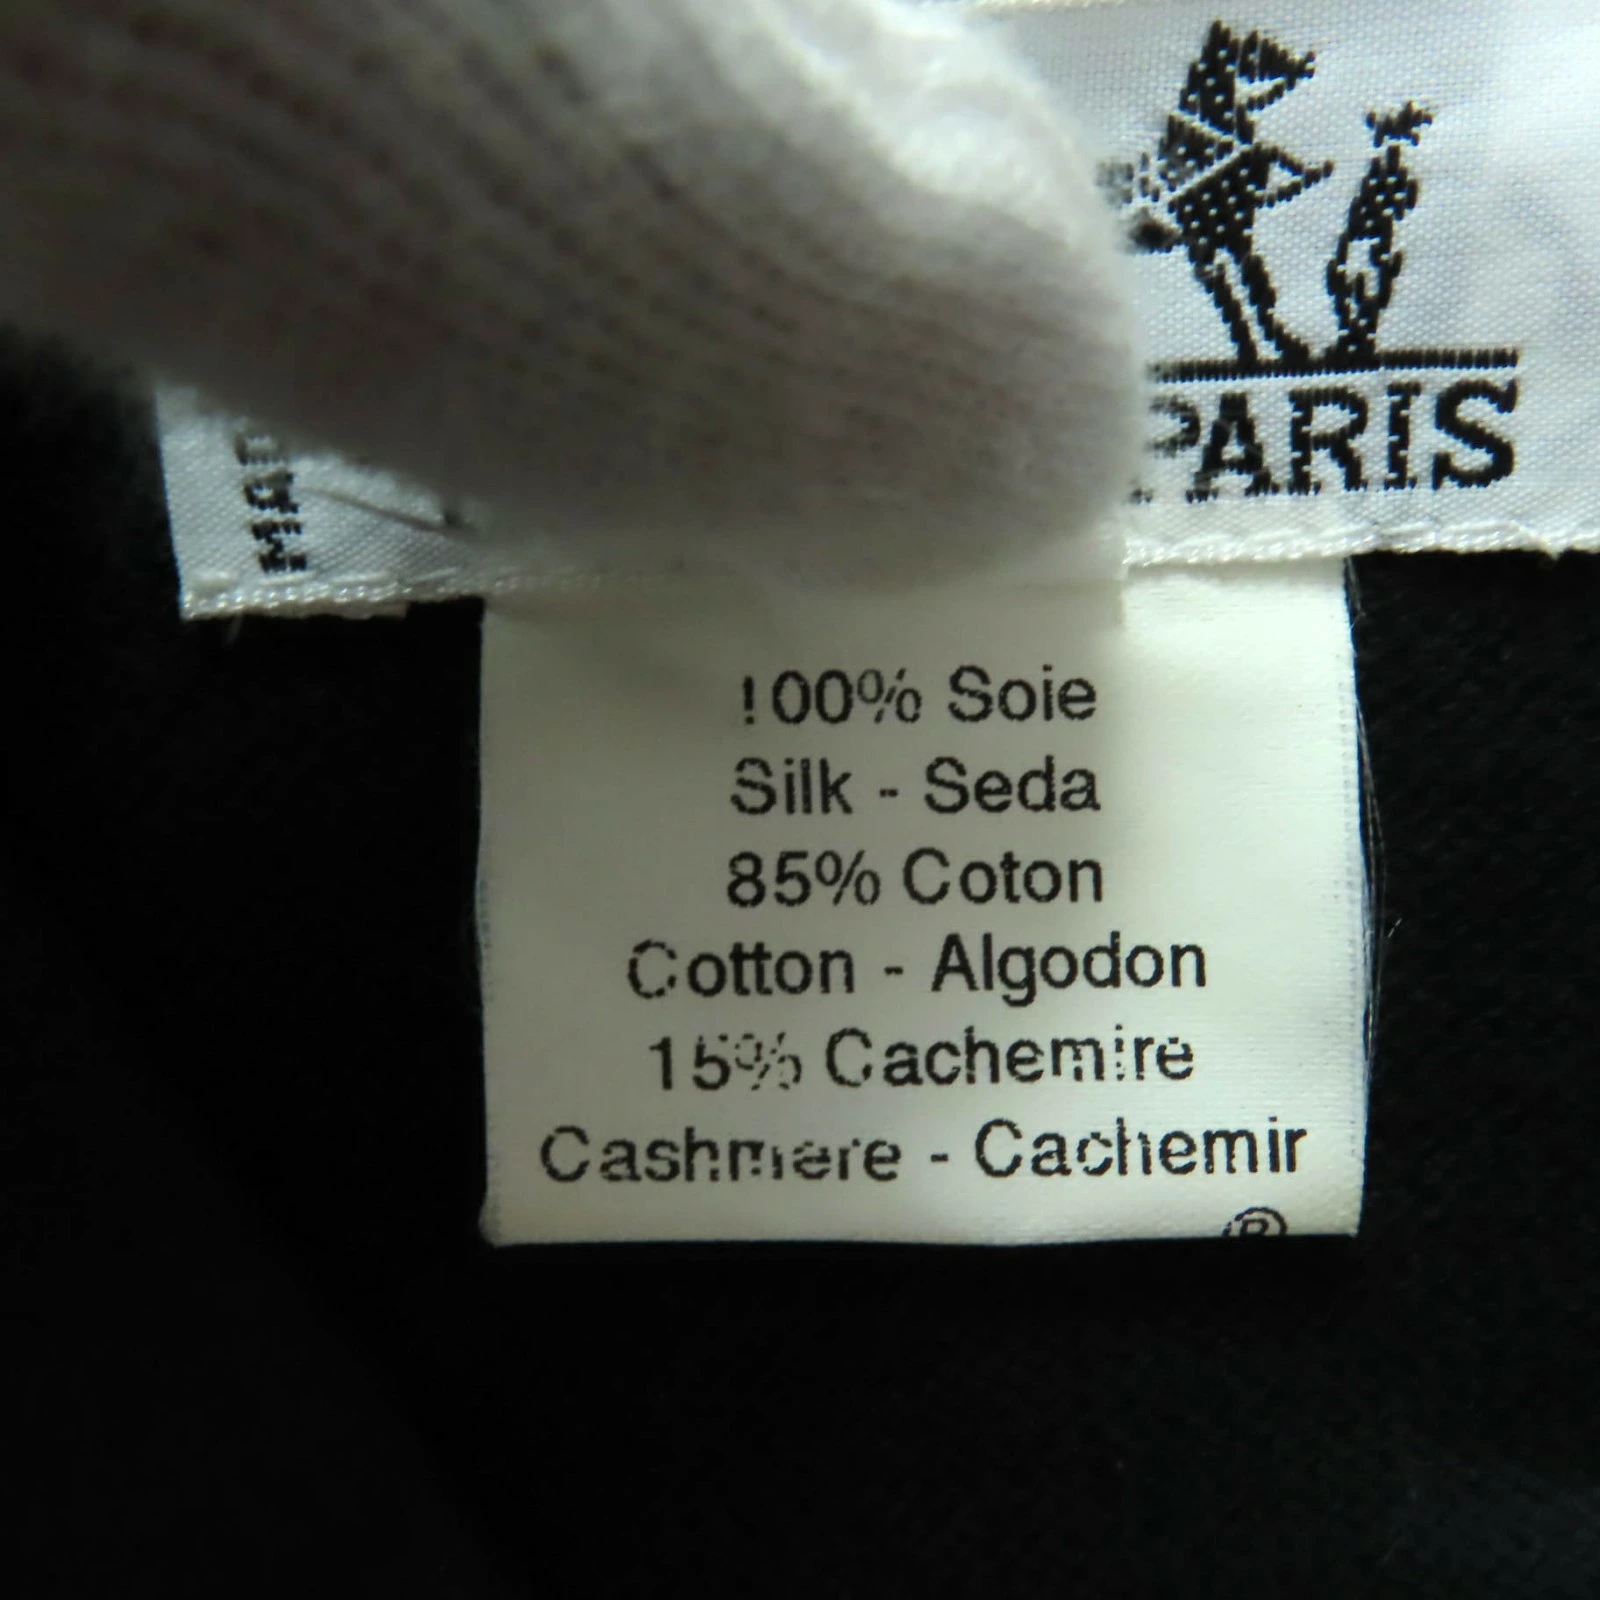 PARIS
100% Soie
Silk - Seda
85% Coton
Cotton - Algodon
15% Cachemire
Cashmere - Cachemir
®